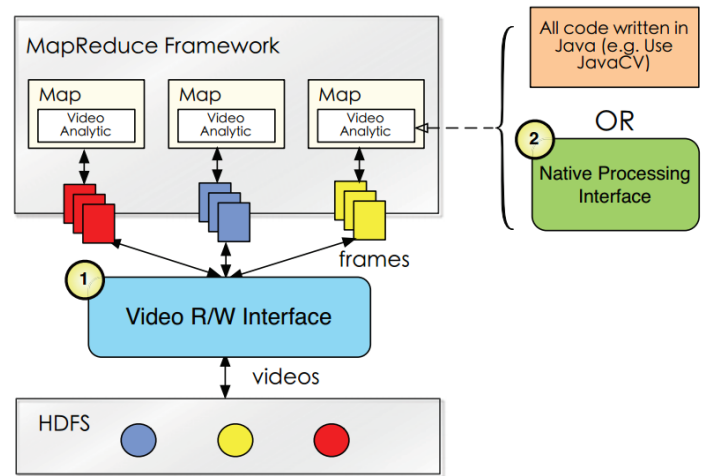 MapReduce Framework
Map
Video
Analytic
Map
Video
Analytic
Map
Video
Analytic
All code written in
Java (e.g. Use
JavaCV)
OR
2
Native Processing
Interface
frames
1
Video R/W Interface
videos
HDFS